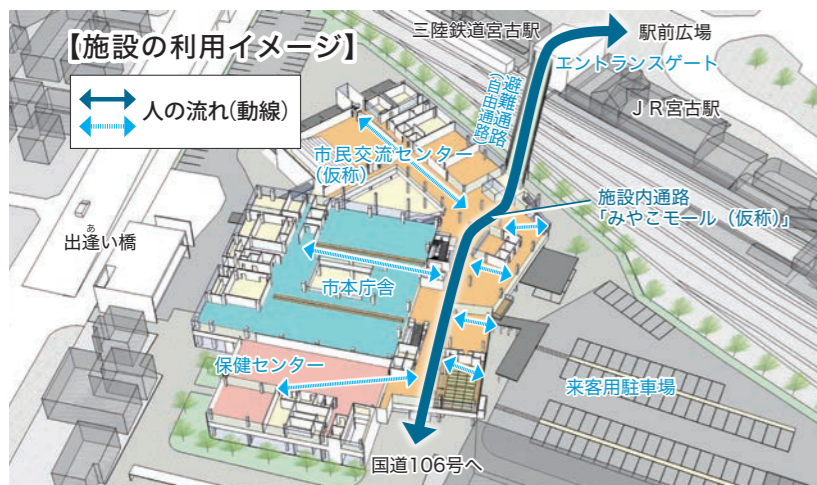 【施設の利用イメージ】
人の流れ(動線)
三陸鉄道宮古駅
駅前広場
エントランスゲート
避難通路
(自由通路)
ＪＲ宮古駅
市民交流センター
(仮称)
施設内通路
「みやこモール（仮称）」
あ
出逢い橋
市本庁舎
保健センター
来客用駐車場
国道106号へ